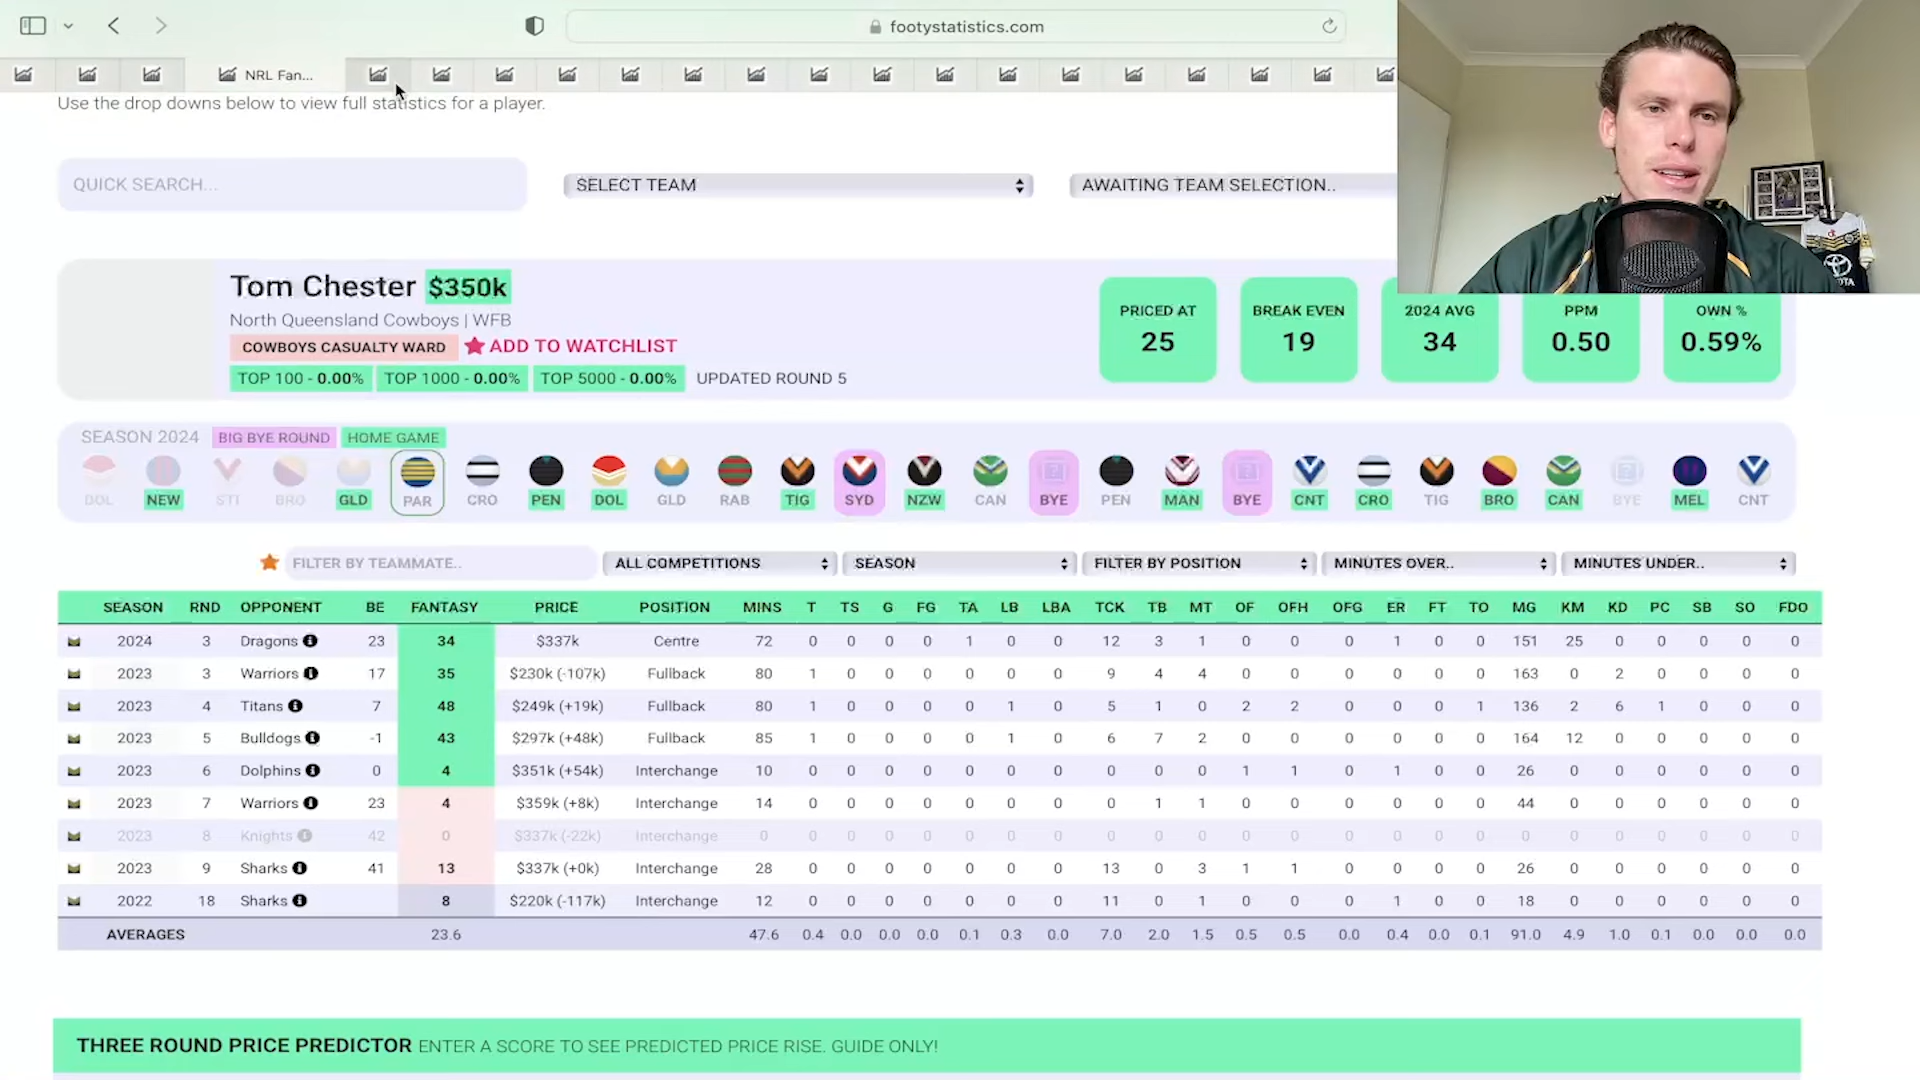 footystatistics.com
NRL Fan...
Use the drop downs below to view full statistics for a player.
QUICK SEARCH... SELECT TEAM AWAITING TEAM SELECTION..
Tom Chester $350k
North Queensland Cowboys | WFB
COWBOYS CASUALTY WARD ADD TO WATCHLIST
TOP 100 - 0.00% TOP 1000 - 0.00% TOP 5000 - 0.00% UPDATED ROUND 5
PRICED AT BREAK EVEN 2024 AVG PPM OWN %
25 19 34 0.50 0.59%
SEASON 2024 BIG BYE ROUND HOME GAME
DOL NEW STI BRO GLD PAR CRO PEN DOL GLD RAB TIG SYD NZW CAN BYE PEN MAN BYE CNT CRO TIG BRO CAN BYE MEL CNT
FILTER BY TEAMMATE.. ALL COMPETITIONS SEASON FILTER BY POSITION MINUTES OVER.. MINUTES UNDER..
SEASON RND OPPONENT BE FANTASY PRICE POSITION MINS T TS G FG TA LB LBA TCK TB MT OF OFH OFG ER FT TO MG KM KD PC SB SO FDO
2024 3 Dragons 23 34 $337k Centre 72 0 0 0 0 1 0 0 12 3 1 0 0 0 1 0 0 151 25 0 0 0 0 0
2023 3 Warriors 17 35 $230k (-107k) Fullback 80 1 0 0 0 0 0 0 9 4 4 0 0 0 0 0 0 163 0 2 0 0 0 0
2023 4 Titans 7 48 $249k (+19k) Fullback 80 1 0 0 0 0 1 0 5 1 0 2 2 0 0 0 1 136 2 6 1 0 0 0
2023 5 Bulldogs -1 43 $297k (+48k) Fullback 85 1 0 0 0 0 1 0 6 7 2 0 0 0 0 0 0 164 12 0 0 0 0 0
2023 6 Dolphins 0 4 $351k (+54k) Interchange 10 0 0 0 0 0 0 0 0 0 0 1 1 0 1 0 0 26 0 0 0 0 0 0
2023 7 Warriors 23 4 $359k (+8k) Interchange 14 0 0 0 0 0 0 0 0 1 1 0 0 0 0 0 0 44 0 0 0 0 0 0
2023 8 Knights 42 0 $337k (-22k) Interchange 0 0 0 0 0 0 0 0 0 0 0 0 0 0 0 0 0 0 0 0 0 0 0 0
2023 9 Sharks 41 13 $337k (+0k) Interchange 28 0 0 0 0 0 0 0 13 0 3 1 1 0 0 0 0 26 0 0 0 0 0 0
2022 18 Sharks 8 $220k (-117k) Interchange 12 0 0 0 0 0 0 0 11 0 1 0 0 0 1 0 0 18 0 0 0 0 0 0
AVERAGES 23.6 47.6 0.4 0.0 0.0 0.0 0.1 0.3 0.0 7.0 2.0 1.5 0.5 0.5 0.0 0.4 0.0 0.1 91.0 4.9 1.0 0.1 0.0 0.0 0.0
THREE ROUND PRICE PREDICTOR ENTER A SCORE TO SEE PREDICTED PRICE RISE. GUIDE ONLY!